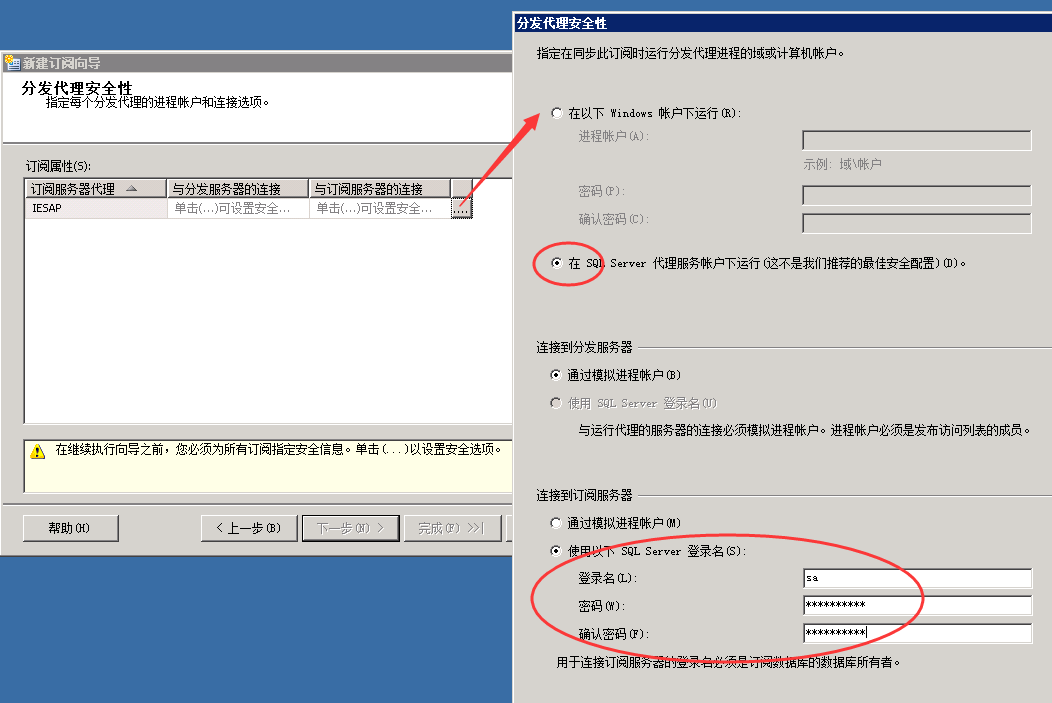 新建订阅向导
分发代理安全性
指定每个分发代理的进程帐户和连接选项。
订阅属性(S):
订阅服务器代理 与分发服务器的连接 与订阅服务器的连接
IESAP 单击(...)可设置安全... 单击(...)可设置安全... ...
在继续执行向导之前，您必须为所有订阅指定安全信息。单击(...)以设置安全选项。
帮助(H) < 上一步(B) 下一步(N) > 完成(F) >>|
分发代理安全性
指定在同步此订阅时运行分发代理进程的域或计算机帐户。
在以下 Windows 帐户下运行(R):
进程帐户(A):
示例: 域\帐户
密码(P):
确认密码(C):
在 SQL Server 代理服务帐户下运行(这不是我们推荐的最佳安全配置)(D)。
连接到分发服务器
通过模拟进程帐户(B)
使用 SQL Server 登录名(U)
与运行代理的服务器的连接必须模拟进程帐户。进程帐户必须是发布访问列表的成员。
连接到订阅服务器
通过模拟进程帐户(M)
使用以下 SQL Server 登录名(S):
登录名(L): sa
密码(W): **********
确认密码(F): **********
用于连接订阅服务器的登录名必须是订阅数据库的数据库所有者。